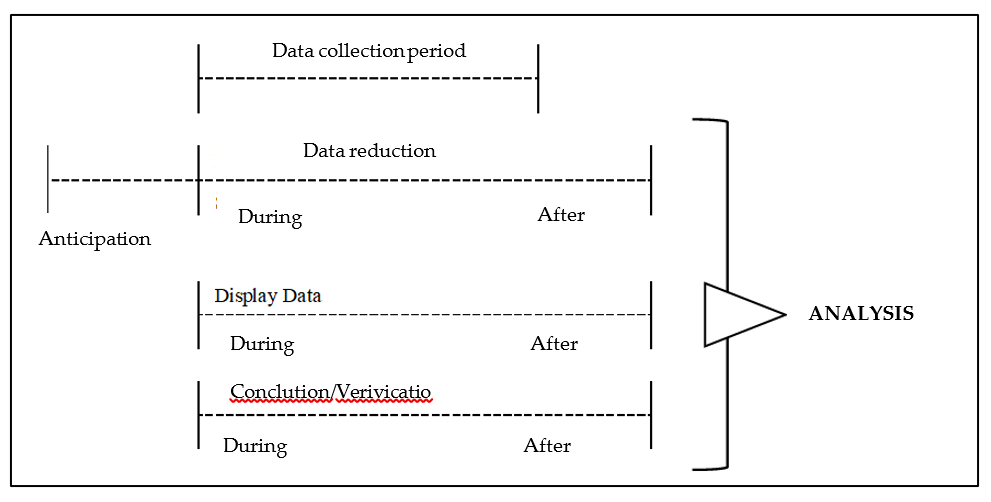 Data collection period
Data reduction
During
After
Anticipation
Display Data
During
After
ANALYSIS
Conclution/Verivicatio
During
After